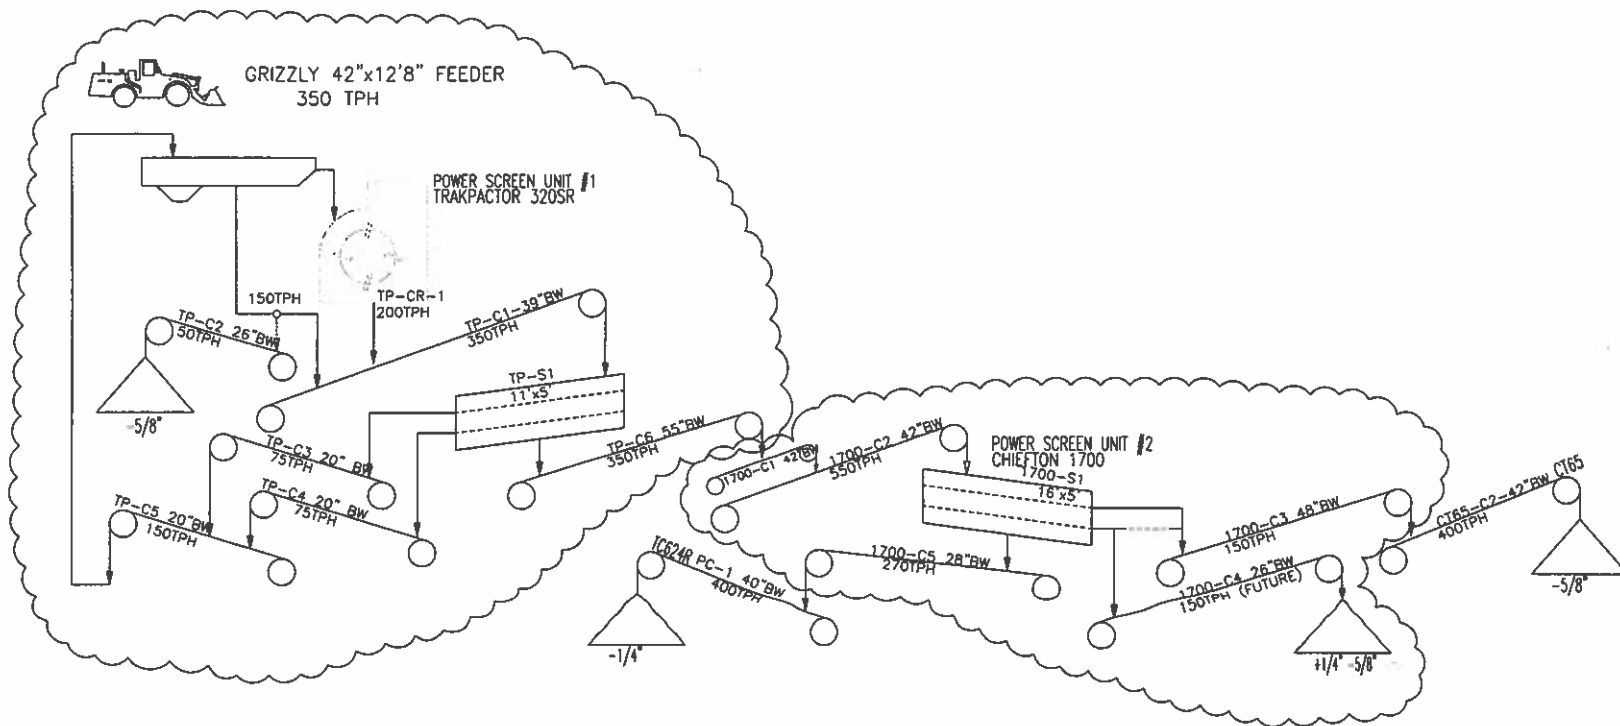 GRIZZLY 42"x12'8" FEEDER
350 TPH
POWER SCREEN UNIT #1
TRAKPACTOR 320SR
150TPH
TP-CR-1
200TPH
TP-C1-39"BW
350TPH
TP-C2 26"BW
50TPH
-5/8"
TP-S1
11'x5'
TP-C3 20" BW
75TPH
TP-C4 20" BW
75TPH
TP-C5 20"BW
150TPH
TP-C6 55"BW
350TPH
1700-C1 42"BW
1700-C2 42"BW
550TPH
POWER SCREEN UNIT #2
CHIEFTON 1700
1700-S1
16'x5'
1700-C3 48"BW
150TPH
1700-C4 26"BW
150TPH (FUTURE)
1700-C5 28"BW
270TPH
TC624R PC-1 40"BW
400TPH
-1/4"
CT65-C2-42"BW CT65
400TPH
-5/8"
+1/4" -5/8"